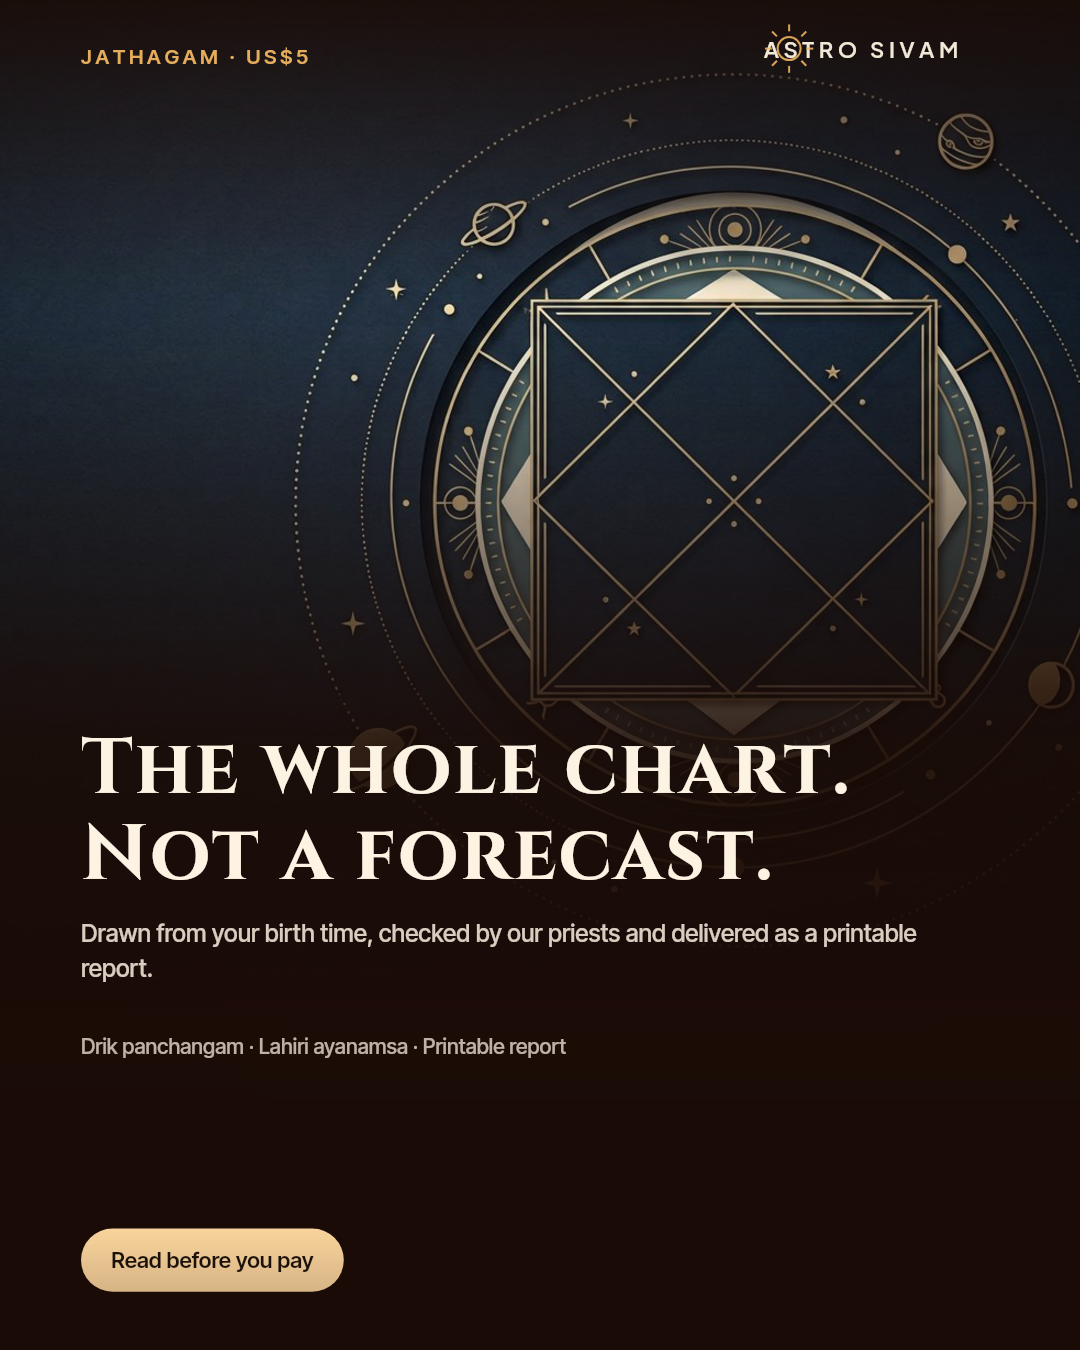 JATHAGAM · US$5
ASTRO SIVAM
The whole chart.
Not a forecast.
Drawn from your birth time, checked by our priests and delivered as a printable
report.
Drik panchangam · Lahiri ayanamsa · Printable report
Read before you pay